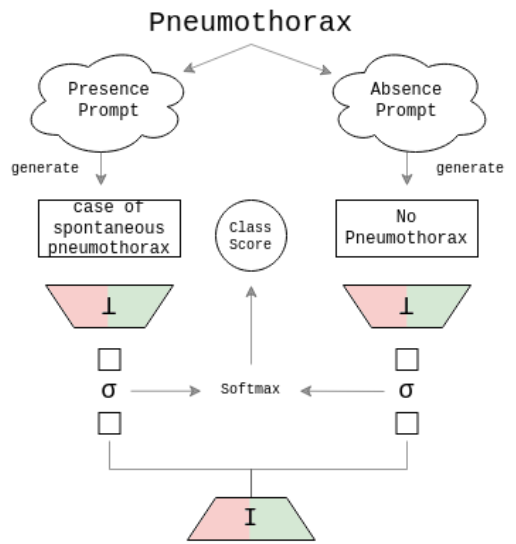 Pneumothorax
Presence
Prompt
Absence
Prompt
generate
generate
case of
spontaneous
pneumothorax
Class
Score
No
Pneumothorax
T
T
σ
Softmax
σ
I